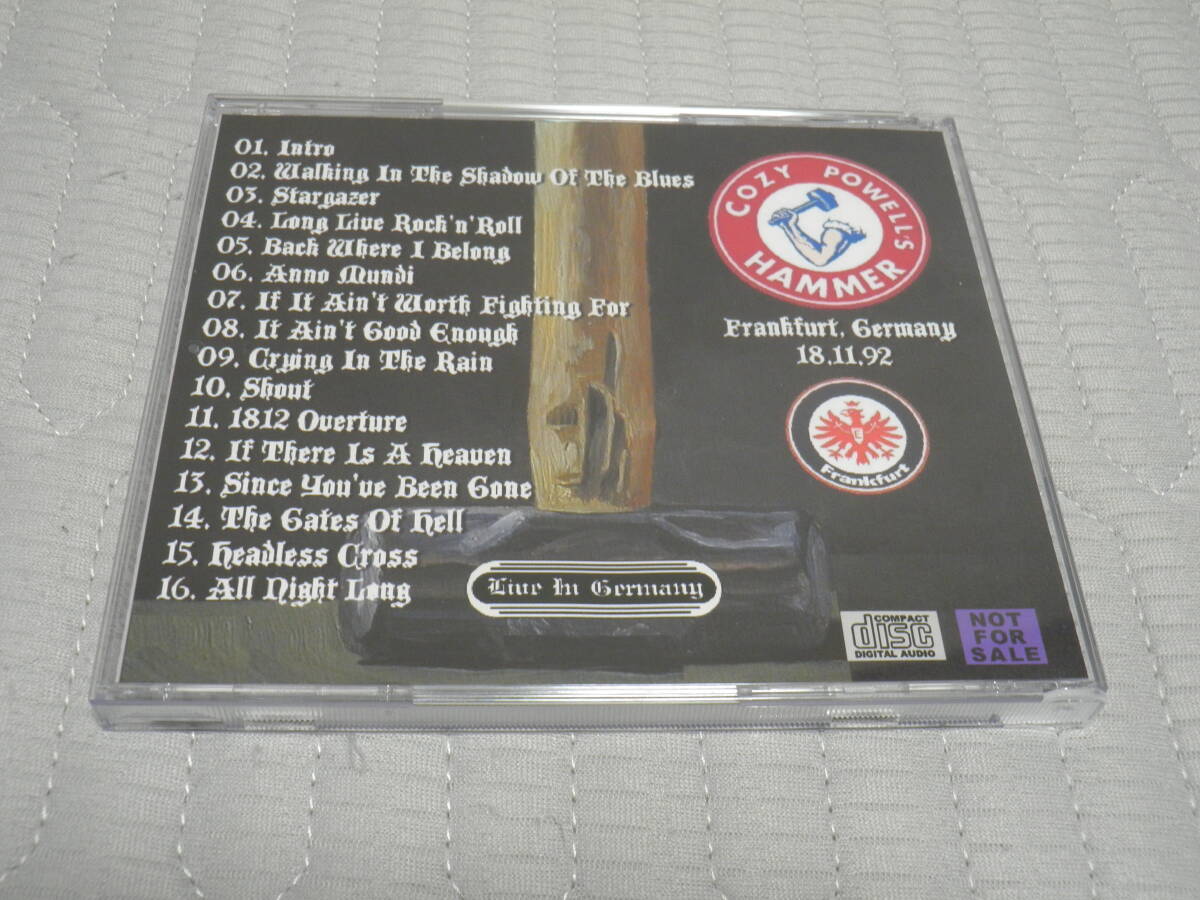 01. Intro
02. Walking In The Shadow Of The Blues
03. Stargazer
04. Long Live Rock'n'Roll
05. Back Where I Belong
06. Anno Mundi
07. If It Ain't Worth Fighting For
08. It Ain't Good Enough
09. Crying In The Rain
10. Shout
11. 1812 Overture
12. If There Is A Heaven
13. Since You've Been Gone
14. The Gates Of Hell
15. Headless Cross
16. All Night Long
COZY POWELL'S
HAMMER
Frankfurt, Germany
18.11.92
E
Frankfurt
Live In Germany
COMPACT
disc
DIGITAL AUDIO
NOT
FOR
SALE